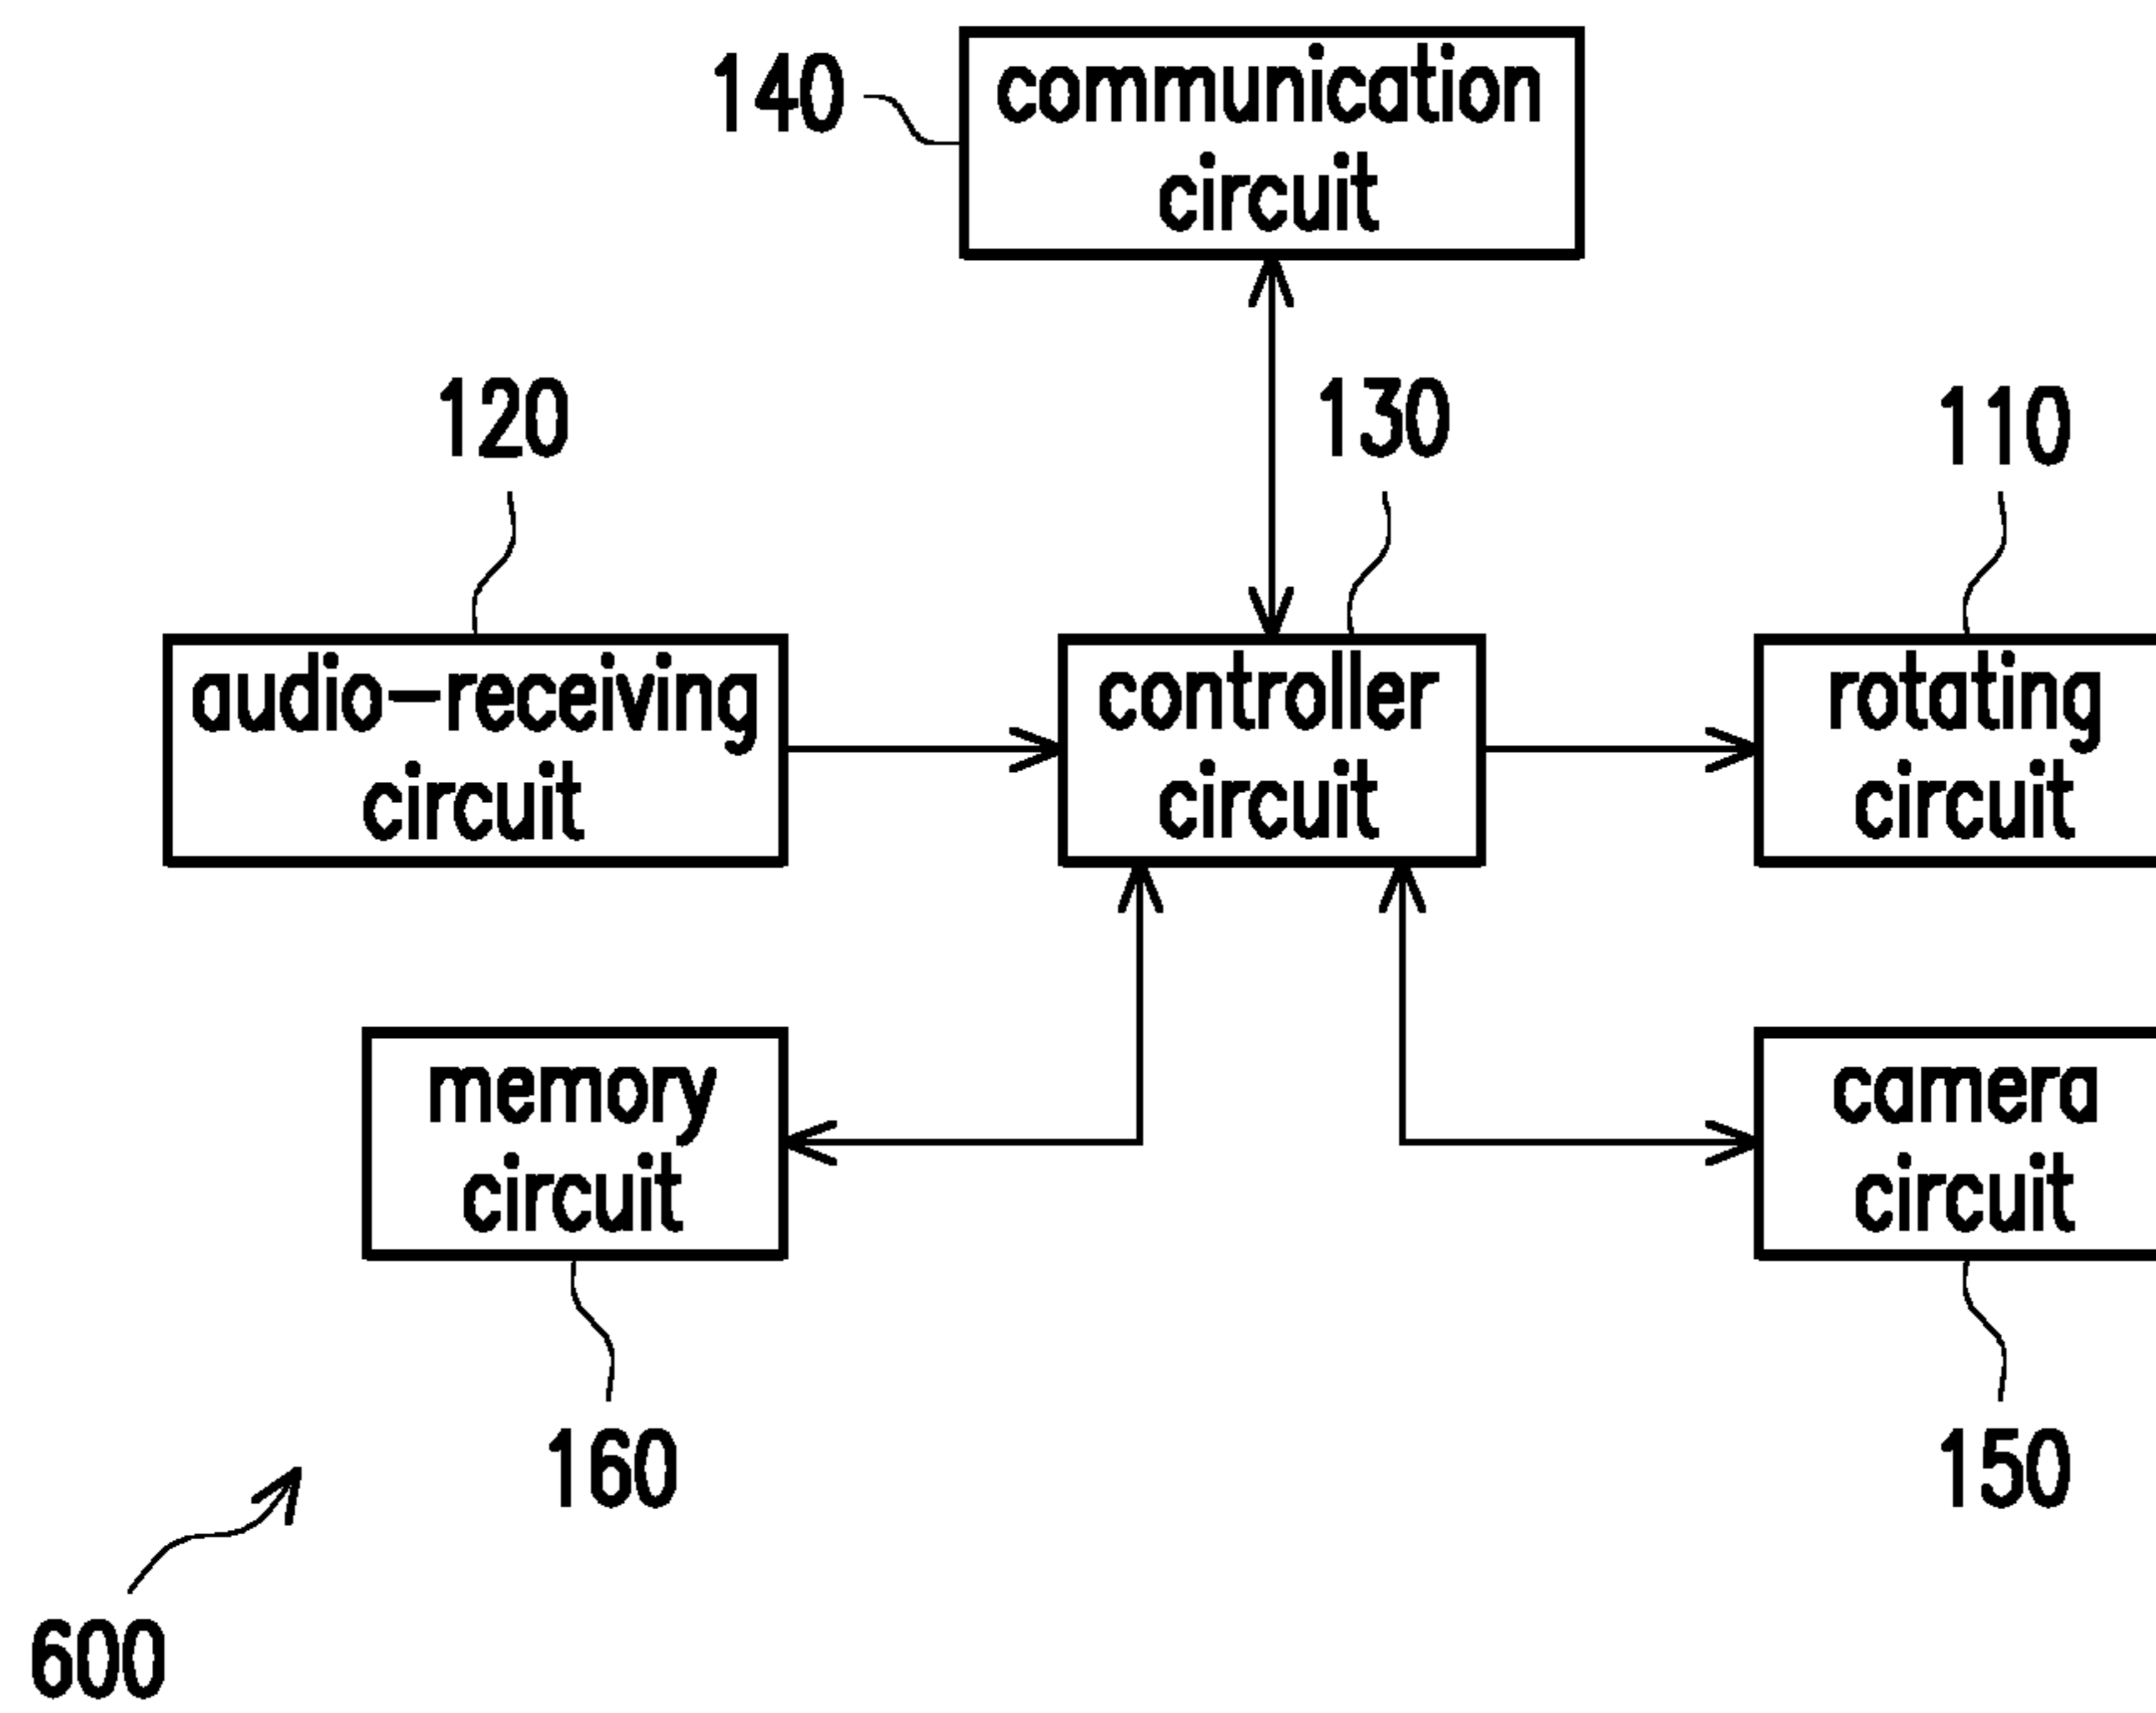 140
communication
circuit
120
130
110
audio-receiving
circuit
controller
circuit
rotating
circuit
memory
circuit
camera
circuit
160
150
600